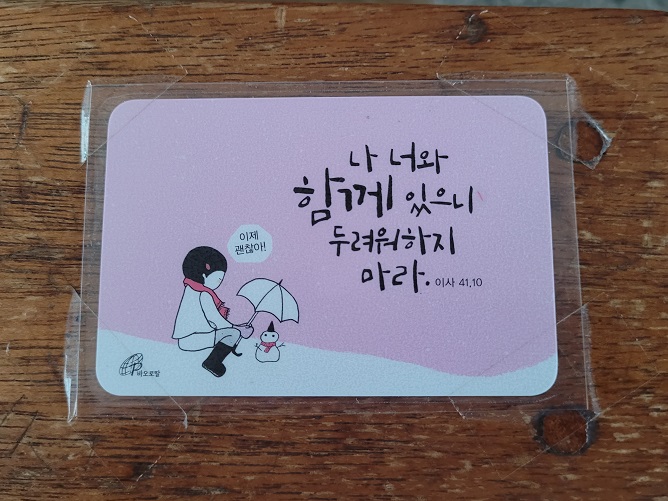 나 너와
함께 있으니
두려워하지
마라. 이사 41,10
이제
괜찮아!
바오로딸